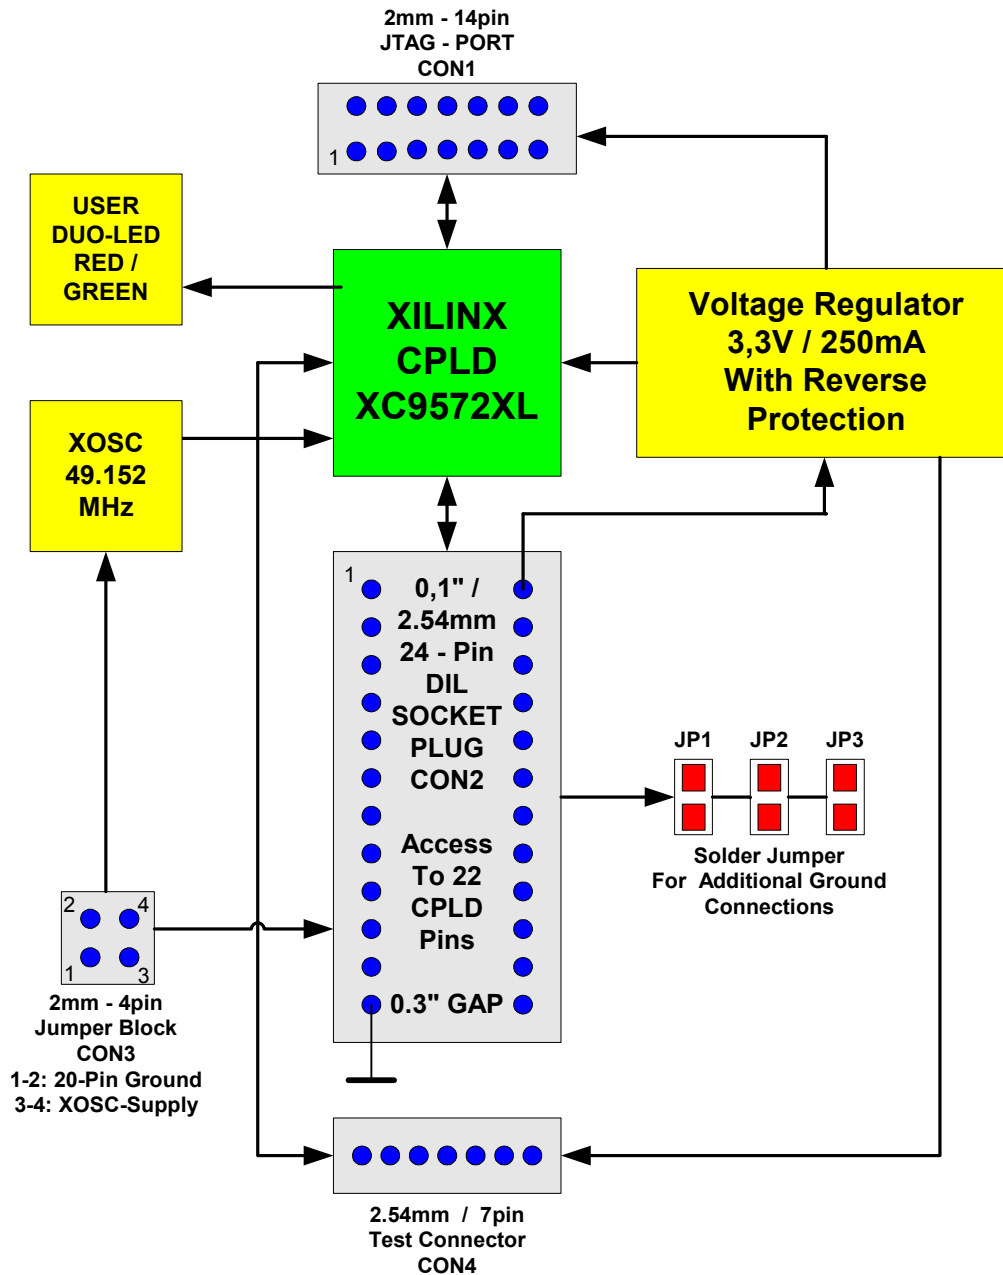 2mm - 14pin
JTAG - PORT
CON1
1
USER
DUO-LED
RED /
GREEN
XILINX
CPLD
XC9572XL
Voltage Regulator
3,3V / 250mA
With Reverse
Protection
XOSC
49.152
MHz
1
0,1" /
2.54mm
24 - Pin
DIL
SOCKET
PLUG
CON2
Access
To 22
CPLD
Pins
0.3" GAP
JP1 JP2 JP3
Solder Jumper
For Additional Ground
Connections
2 4
1 3
2mm - 4pin
Jumper Block
CON3
1-2: 20-Pin Ground
3-4: XOSC-Supply
2.54mm / 7pin
Test Connector
CON4